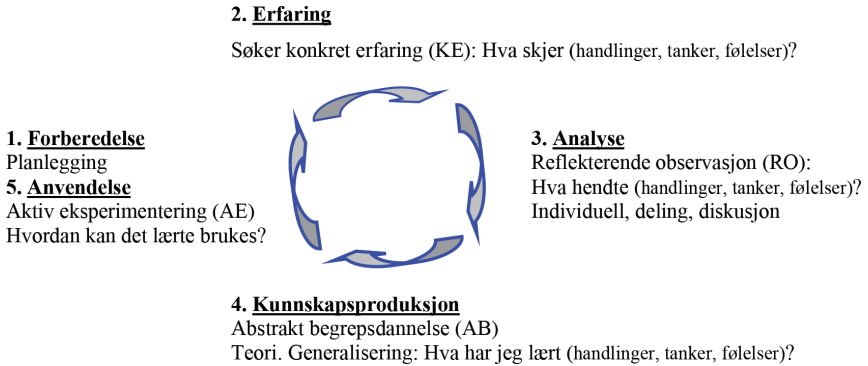 2. Erfaring
Søker konkret erfaring (KE): Hva skjer (handlinger, tanker, følelser)?
1. Forberedelse
Planlegging
5. Anvendelse
Aktiv eksperimentering (AE)
Hvordan kan det lærte brukes?
3. Analyse
Reflekterende observasjon (RO):
Hva hendte (handlinger, tanker, følelser)?
Individuell, deling, diskusjon
4. Kunnskapsproduksjon
Abstrakt begrepsdannelse (AB)
Teori. Generalisering: Hva har jeg lært (handlinger, tanker, følelser)?